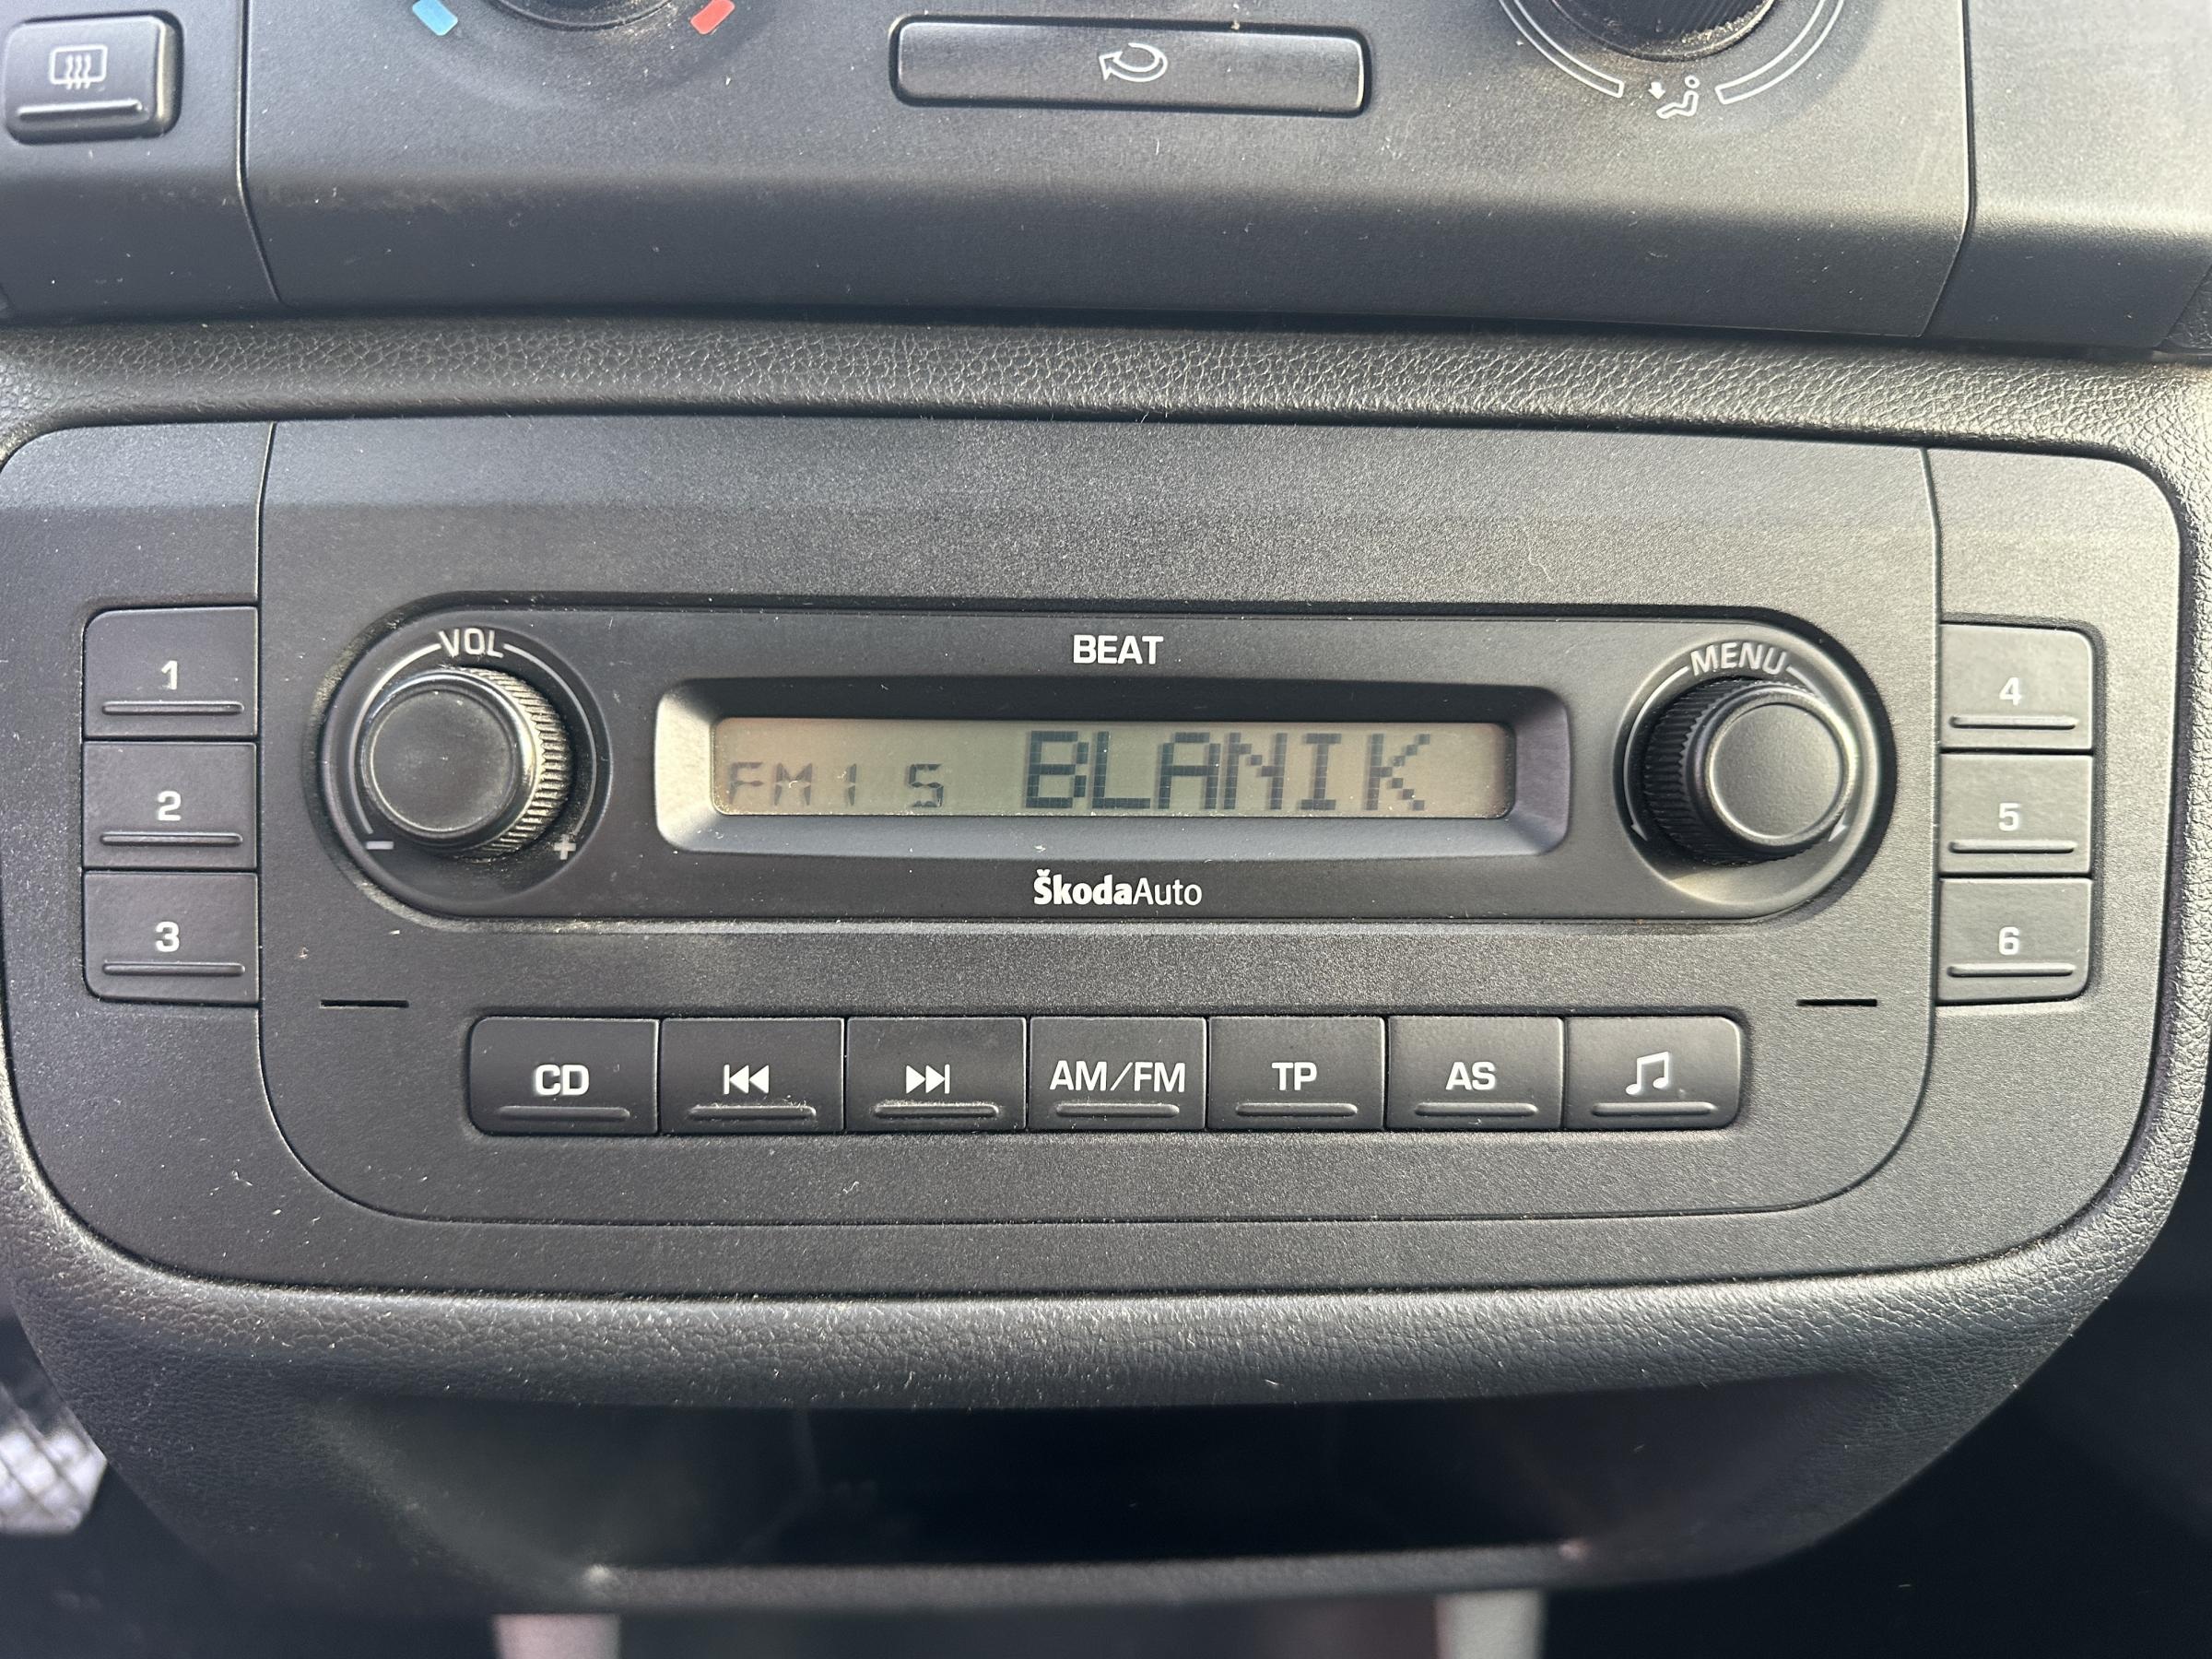 VOL
BEAT
MENU
1
2
3
- +
FM1 5 BLANIK
ŠkodaAuto
4
5
6
CD
AM/FM
TP
AS